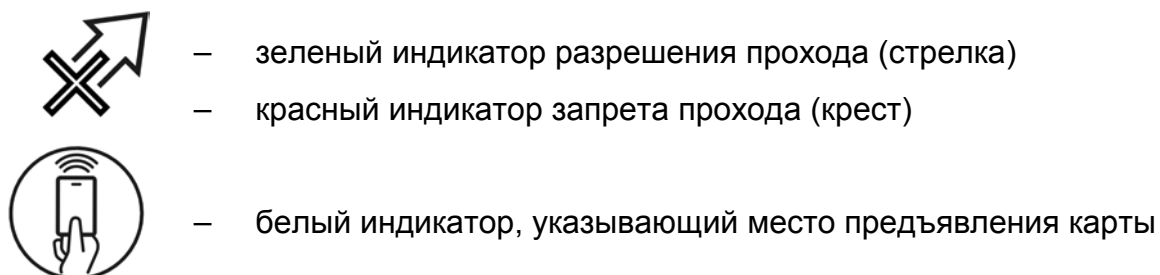 – зеленый индикатор разрешения прохода (стрелка)
– красный индикатор запрета прохода (крест)
– белый индикатор, указывающий место предъявления карты